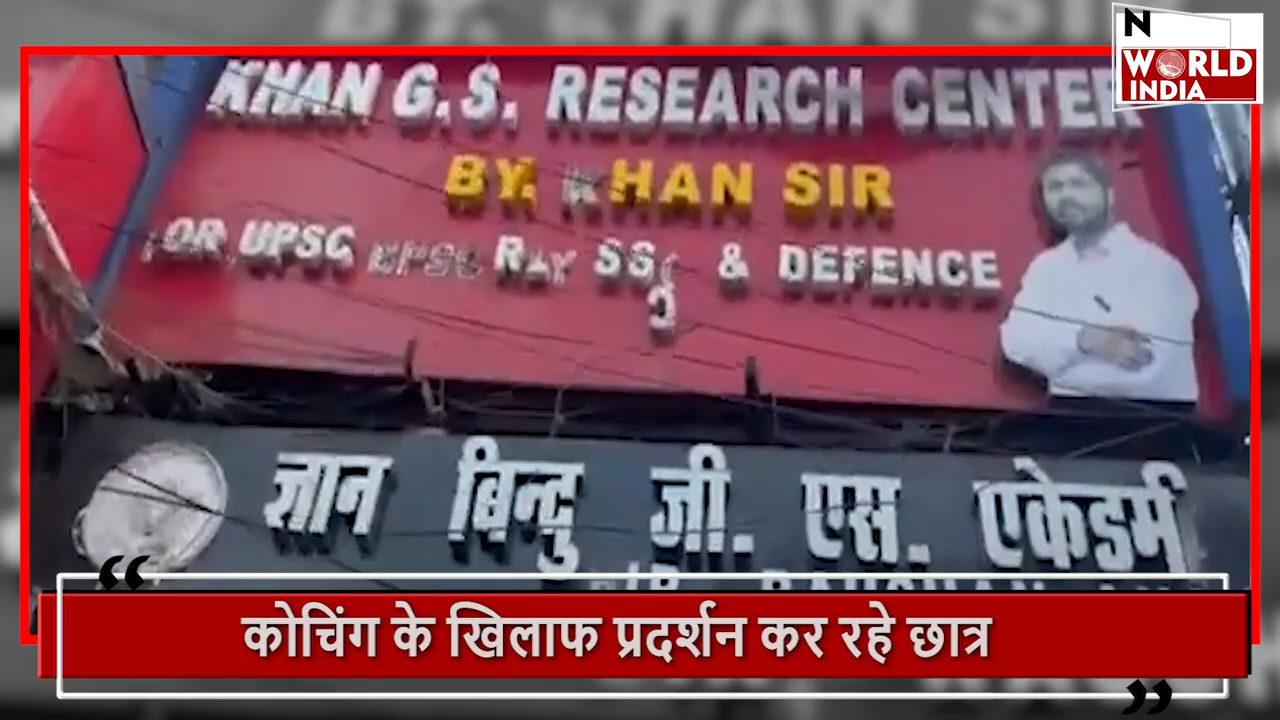 N
WORLD
INDIA
KHAN G.S. RESEARCH CENTER
BY. KHAN SIR
FOR UPSC BPSC RAY SSC & DEFENCE
ज्ञान बिन्दु जी. एस. एकेडमी
कोचिंग के खिलाफ प्रदर्शन कर रहे छात्र